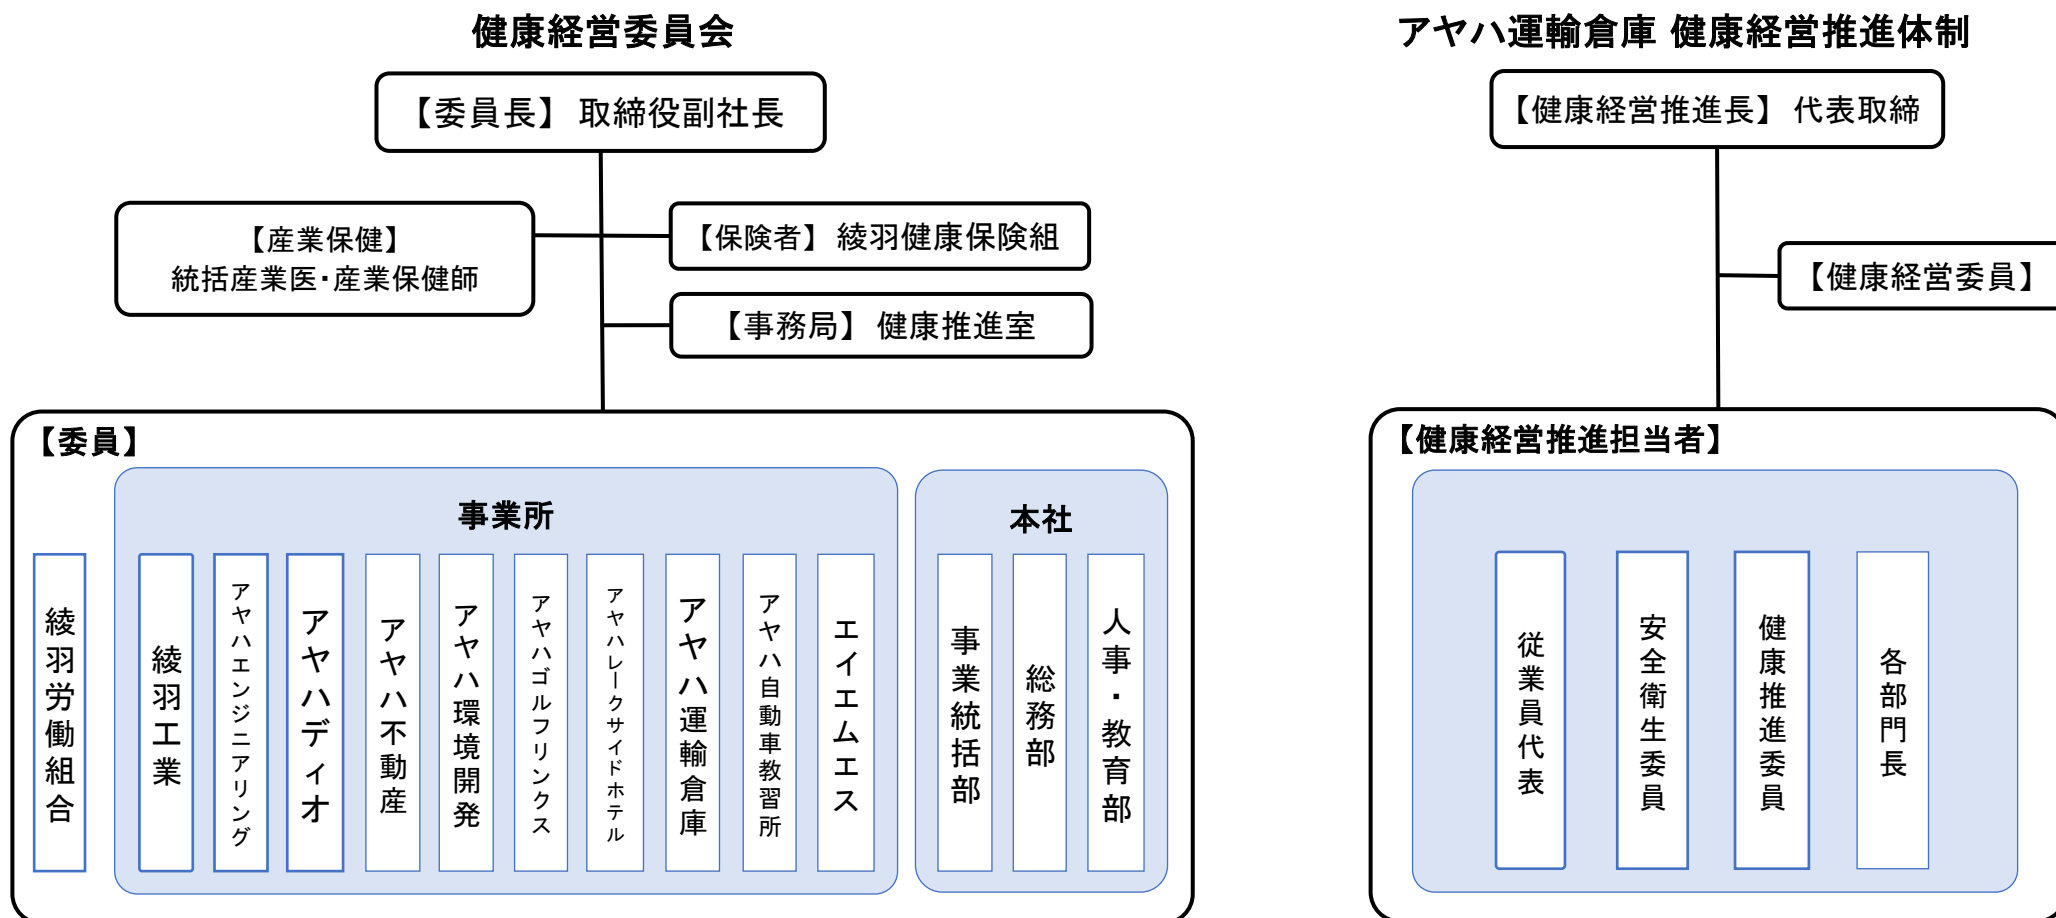 健康経営委員会
【委員長】 取締役副社長
【産業保健】
統括産業医・産業保健師
【保険者】 綾羽健康保険組
【事務局】 健康推進室
【委員】
綾羽労働組合
事業所
綾羽工業
アヤハエンジニアリング
アヤハディオ
アヤハ不動産
アヤハ環境開発
アヤハゴルフリンクス
アヤハレークサイドホテル
アヤハ運輸倉庫
アヤハ自動車教習所
エイエムエス
本社
事業統括部
総務部
人事・教育部
アヤハ運輸倉庫 健康経営推進体制
【健康経営推進長】 代表取締
【健康経営委員】
【健康経営推進担当者】
従業員代表
安全衛生委員
健康推進委員
各部門長